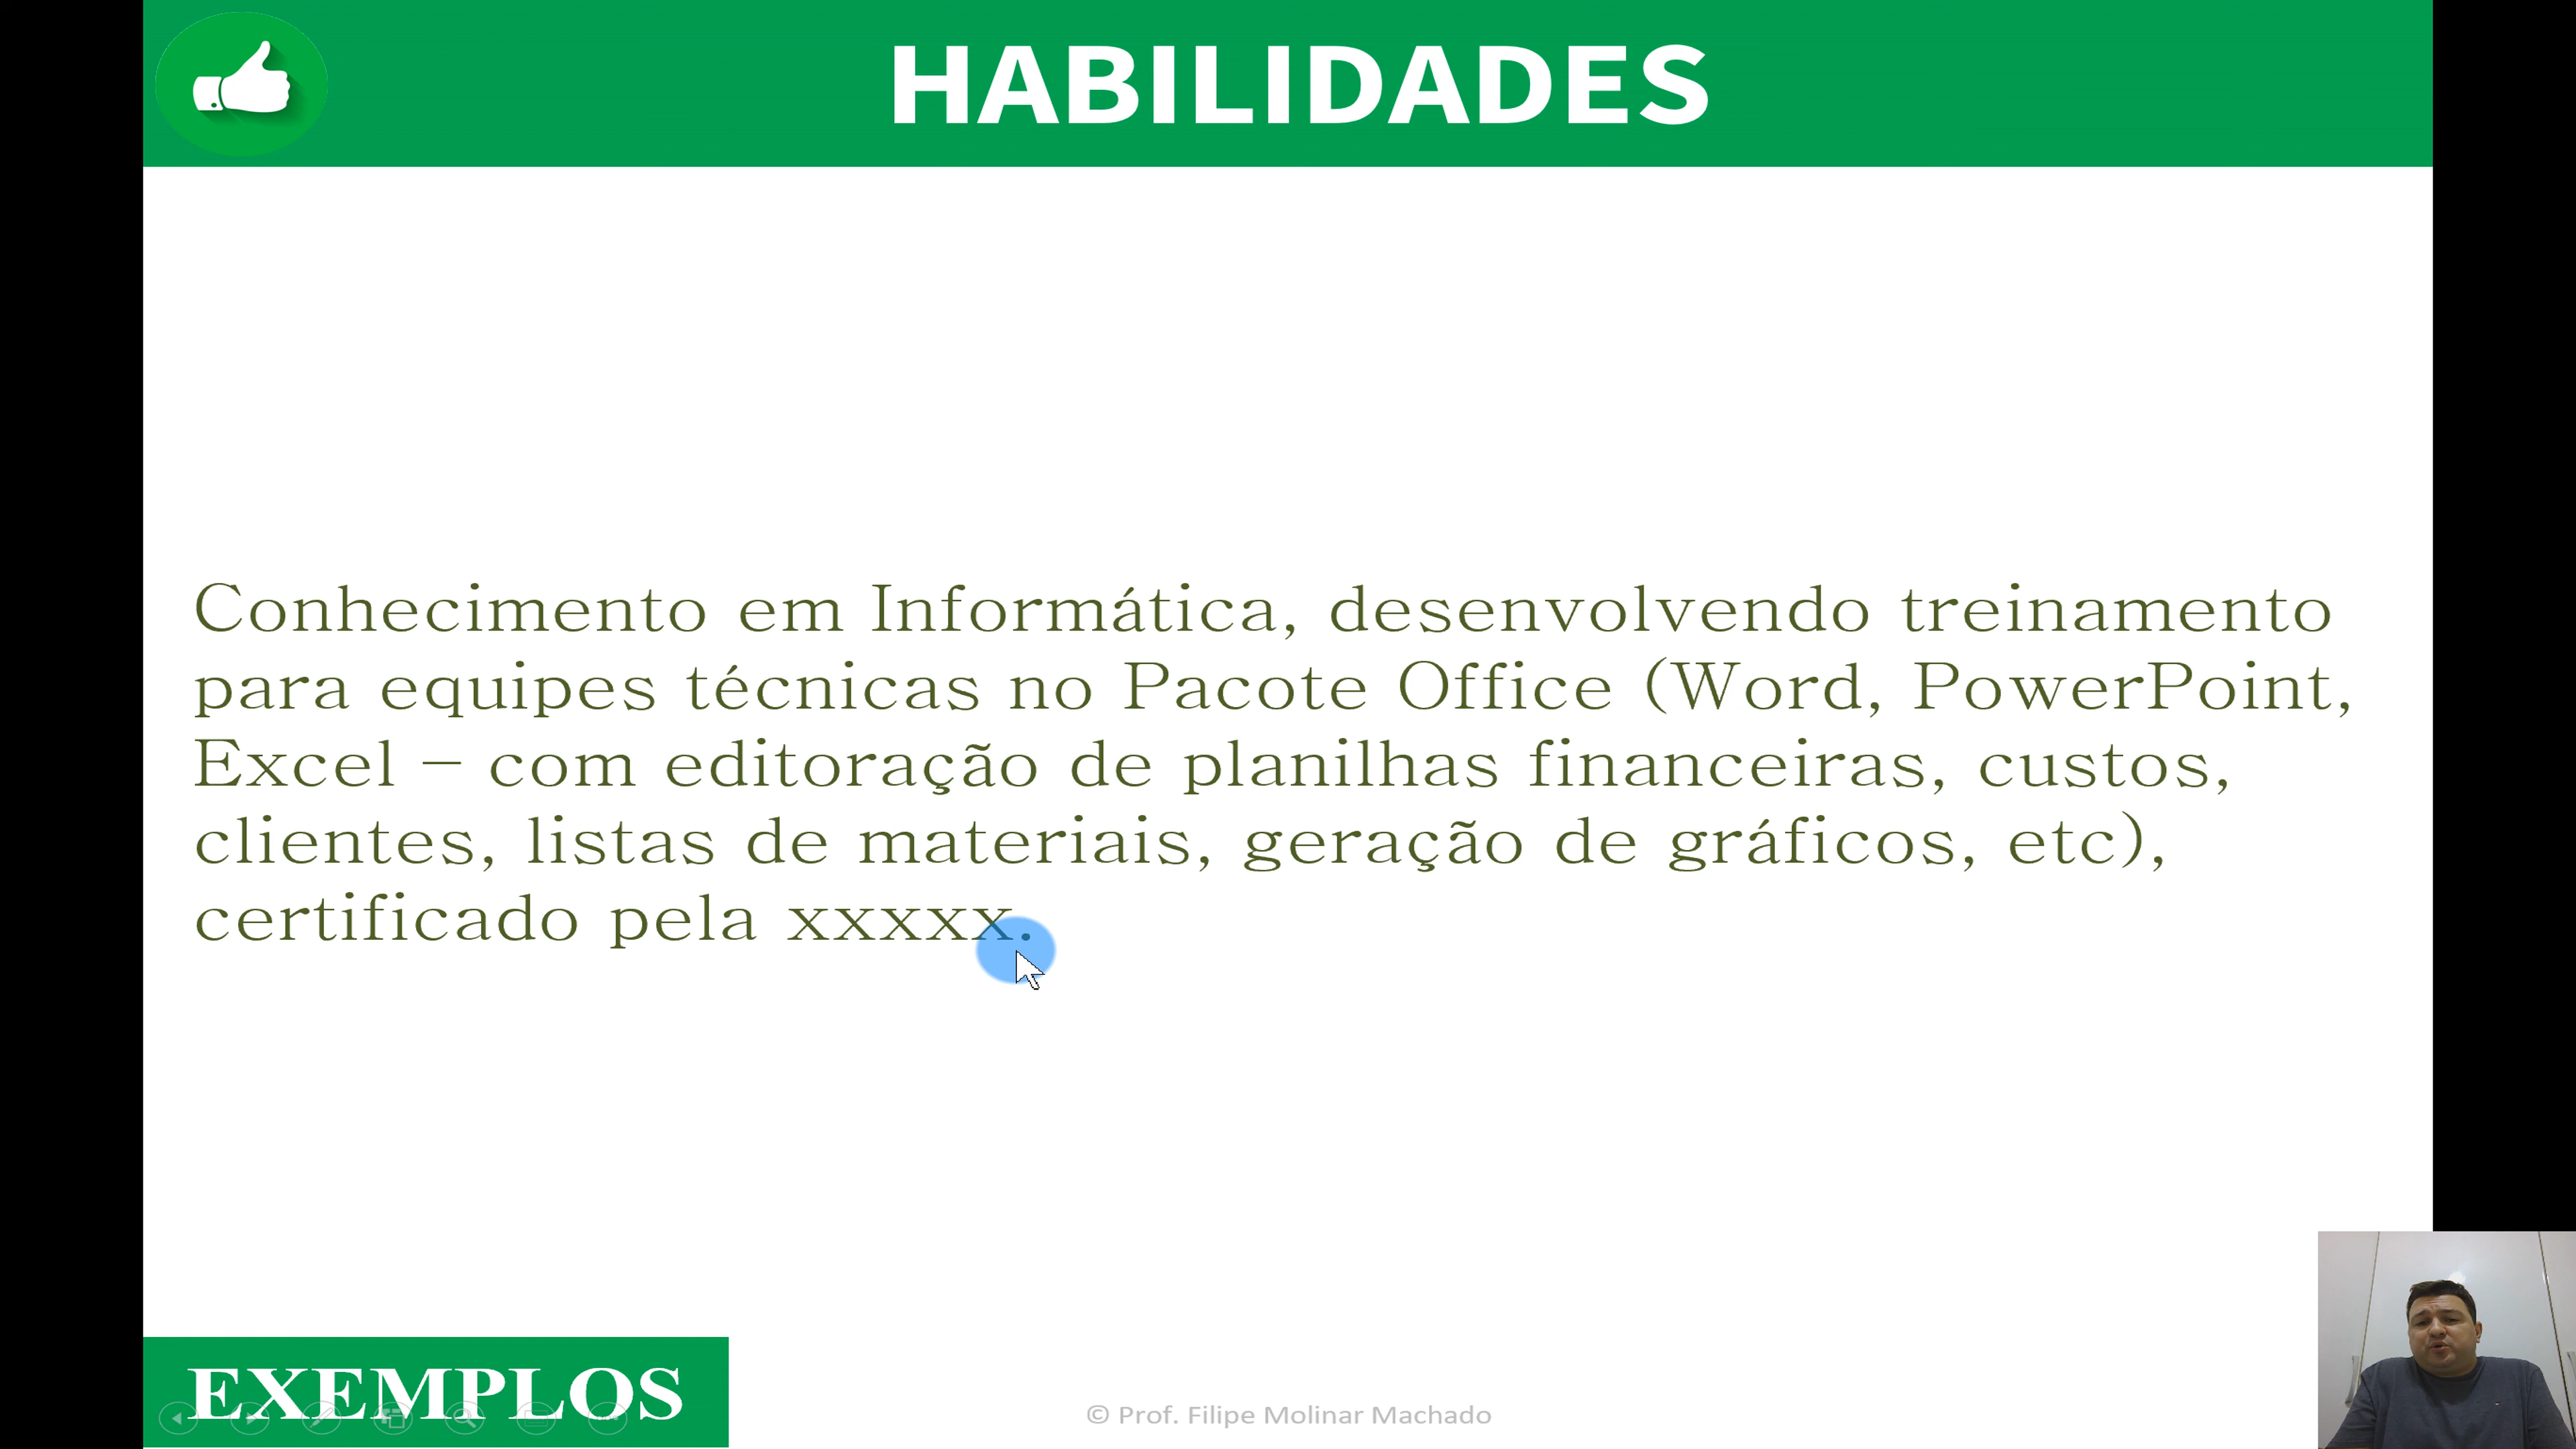 HABILIDADES
Conhecimento em Informática, desenvolvendo treinamento
para equipes técnicas no Pacote Office (Word, PowerPoint,
Excel – com editoração de planilhas financeiras, custos,
clientes, listas de materiais, geração de gráficos, etc),
certificado pela xxxxx.
EXEMPLOS
© Prof. Filipe Molinar Machado